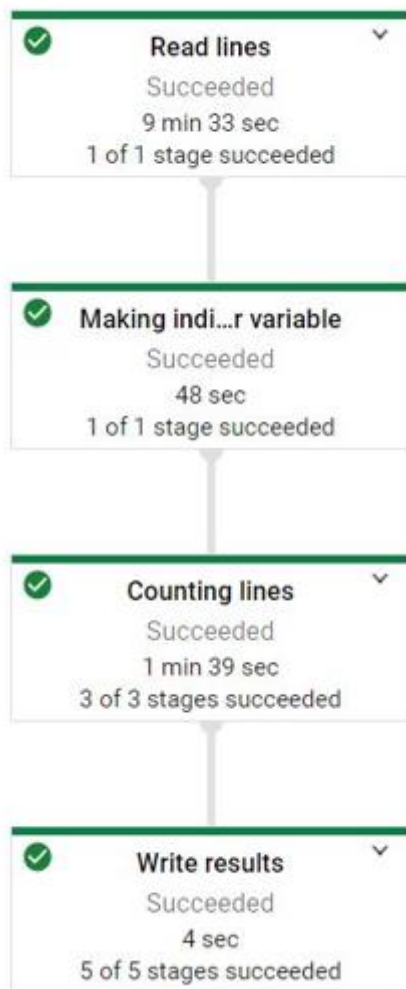 Read lines
Succeeded
9 min 33 sec
1 of 1 stage succeeded
Making indi...r variable
Succeeded
48 sec
1 of 1 stage succeeded
Counting lines
Succeeded
1 min 39 sec
3 of 3 stages succeeded
Write results
Succeeded
4 sec
5 of 5 stages succeeded